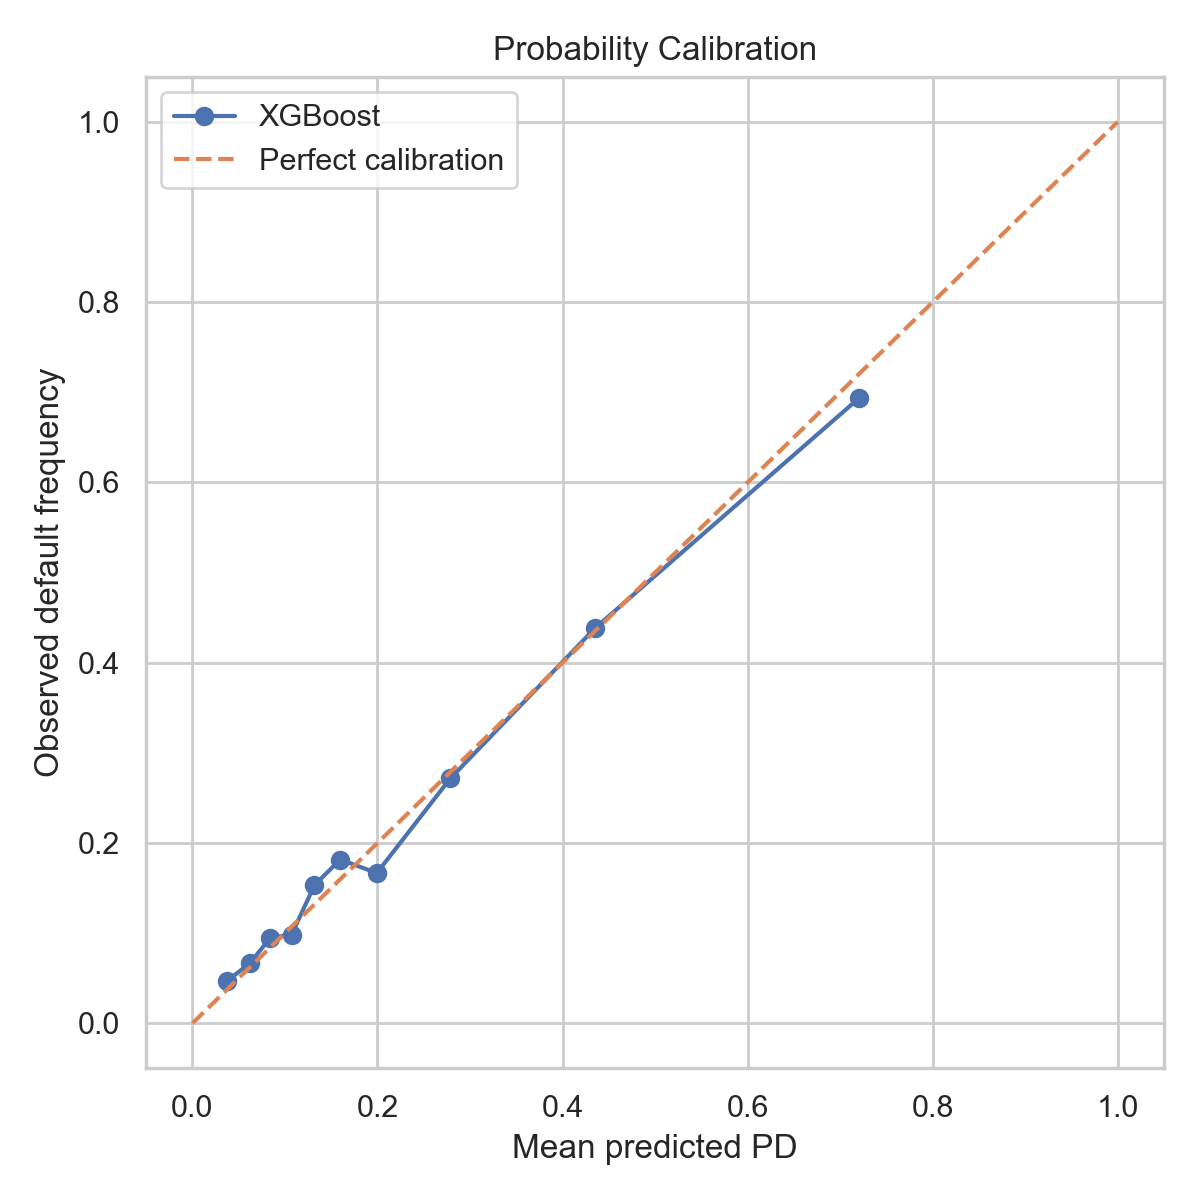 Probability Calibration
XGBoost
Perfect calibration
1.0
0.8
0.6
0.4
0.2
0.0
Observed default frequency
0.0 0.2 0.4 0.6 0.8 1.0
Mean predicted PD